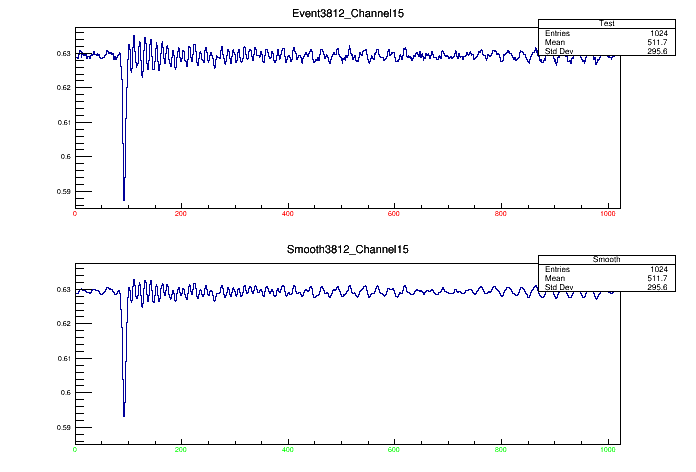 Event3812_Channel15
Test
Entries 1024
Mean 511.7
Std Dev 295.6
0.63
0.62
0.61
0.6
0.59
0 200 400 600 800 1000
Smooth3812_Channel15
Smooth
Entries 1024
Mean 511.7
Std Dev 295.6
0.63
0.62
0.61
0.6
0.59
0 200 400 600 800 1000